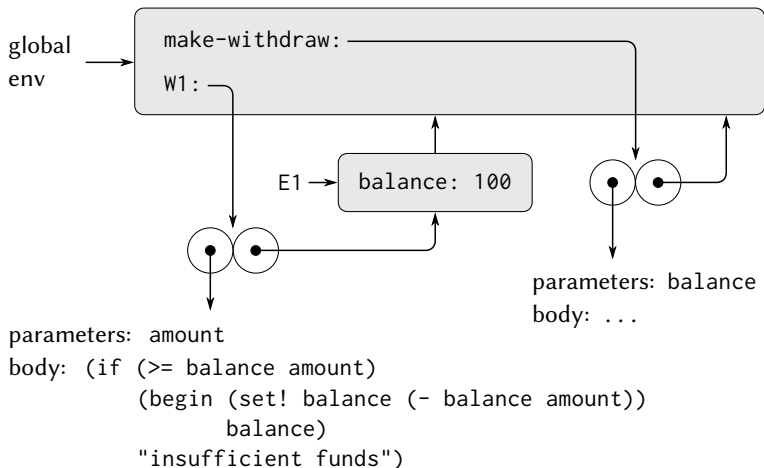 global
env
make-withdraw:
W1:
E1
balance: 100
parameters: balance
body: ...
parameters: amount
body: (if (>= balance amount)
(begin (set! balance (- balance amount))
balance)
"insufficient funds")